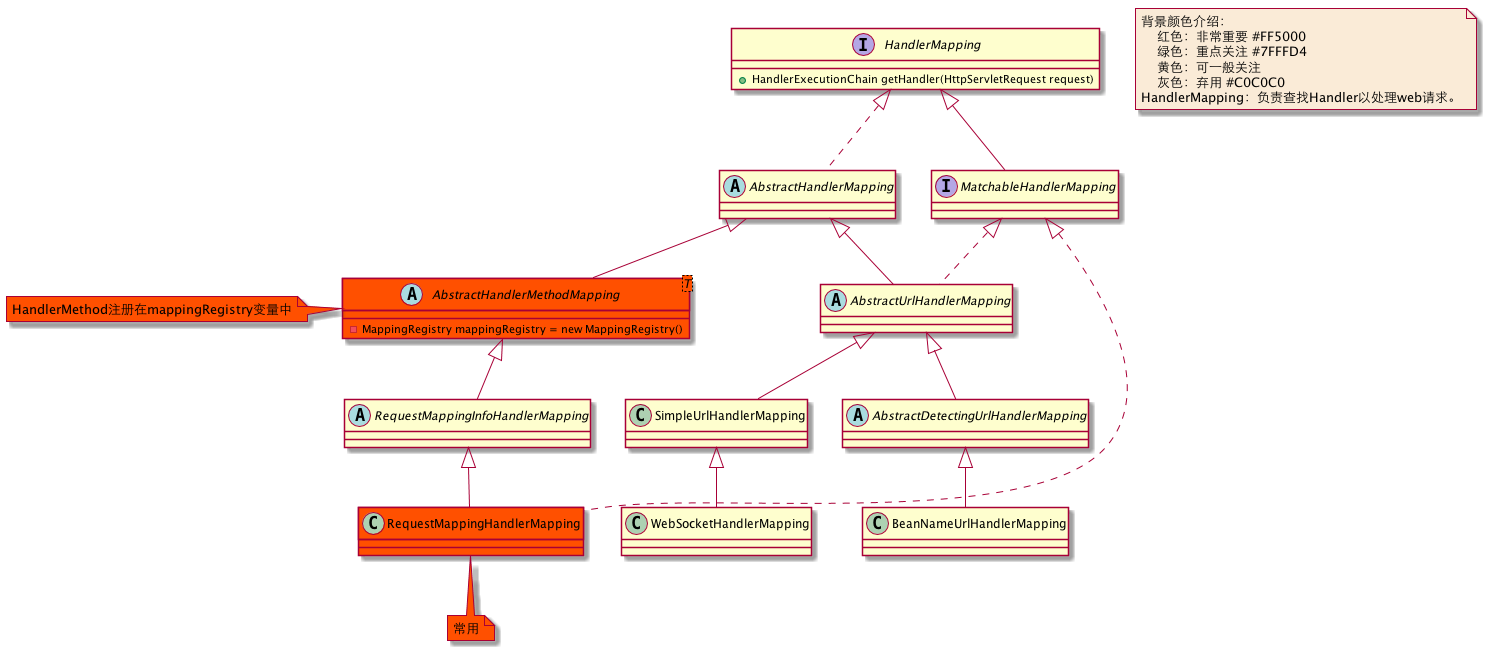 背景颜色介绍：
红色：非常重要 #FF5000
绿色：重点关注 #7FFFD4
黄色：可一般关注
灰色：弃用 #C0C0C0
HandlerMapping：负责查找Handler以处理web请求。
I HandlerMapping
HandlerExecutionChain getHandler(HttpServletRequest request)
A AbstractHandlerMapping
I MatchableHandlerMapping
HandlerMethod注册在mappingRegistry变量中
A AbstractHandlerMethodMapping T
MappingRegistry mappingRegistry = new MappingRegistry()
A AbstractUrlHandlerMapping
A RequestMappingInfoHandlerMapping
C SimpleUrlHandlerMapping
A AbstractDetectingUrlHandlerMapping
C RequestMappingHandlerMapping
C WebSocketHandlerMapping
C BeanNameUrlHandlerMapping
常用